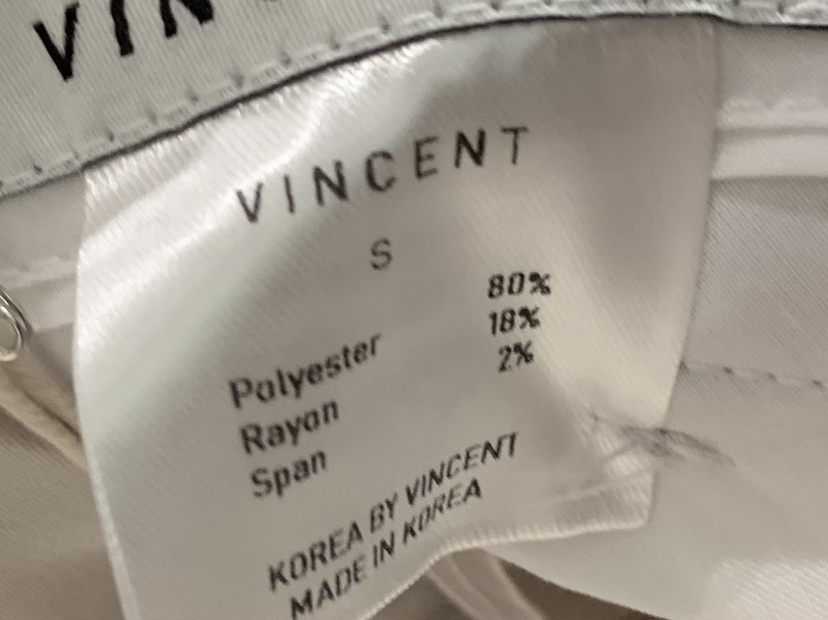 VIN
VINCENT
S
Polyester 80%
Rayon 18%
Span 2%
KOREA BY VINCENT
MADE IN KOREA